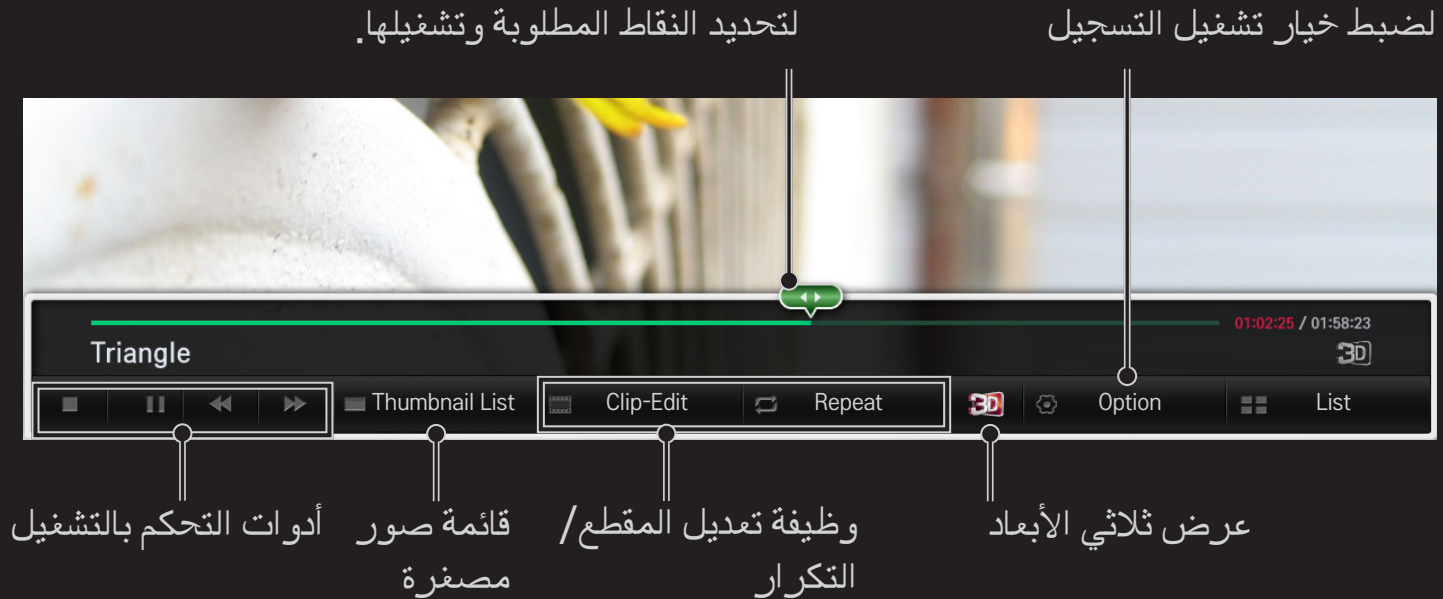 لضبط خيار تشغيل التسجيل
لتحديد النقاط المطلوبة وتشغيلها.
01:02:25 / 01:58:23
Triangle
3D
Thumbnail List
Clip-Edit
Repeat
3D
Option
List
أدوات التحكم بالتشغيل
قائمة صور
مصغرة
وظيفة تعديل المقطع/
التكرار
عرض ثلاثي الأبعاد